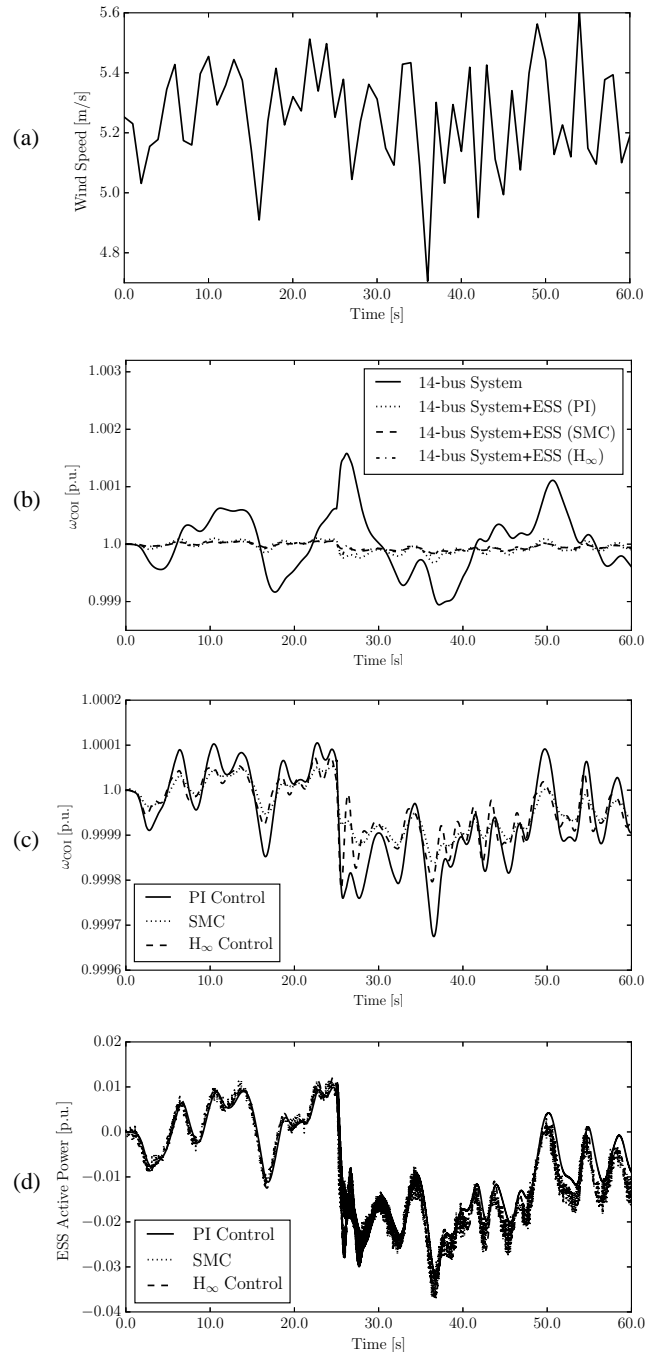 (a)
Wind Speed [m/s]
5.6
5.4
5.2
5.0
4.8
0.0 10.0 20.0 30.0 40.0 50.0 60.0
Time [s]
(b)
ωCOI [p.u.]
1.003
1.002
1.001
1.0
0.999
14-bus System
14-bus System+ESS (PI)
14-bus System+ESS (SMC)
14-bus System+ESS (H∞)
0.0 10.0 20.0 30.0 40.0 50.0 60.0
Time [s]
(c)
ωCOI [p.u.]
1.0002
1.0001
1.0
0.9999
0.9998
0.9997
0.9996
PI Control
SMC
H∞ Control
0.0 10.0 20.0 30.0 40.0 50.0 60.0
Time [s]
(d)
ESS Active Power [p.u.]
0.02
0.01
0.0
−0.01
−0.02
−0.03
−0.04
PI Control
SMC
H∞ Control
0.0 10.0 20.0 30.0 40.0 50.0 60.0
Time [s]